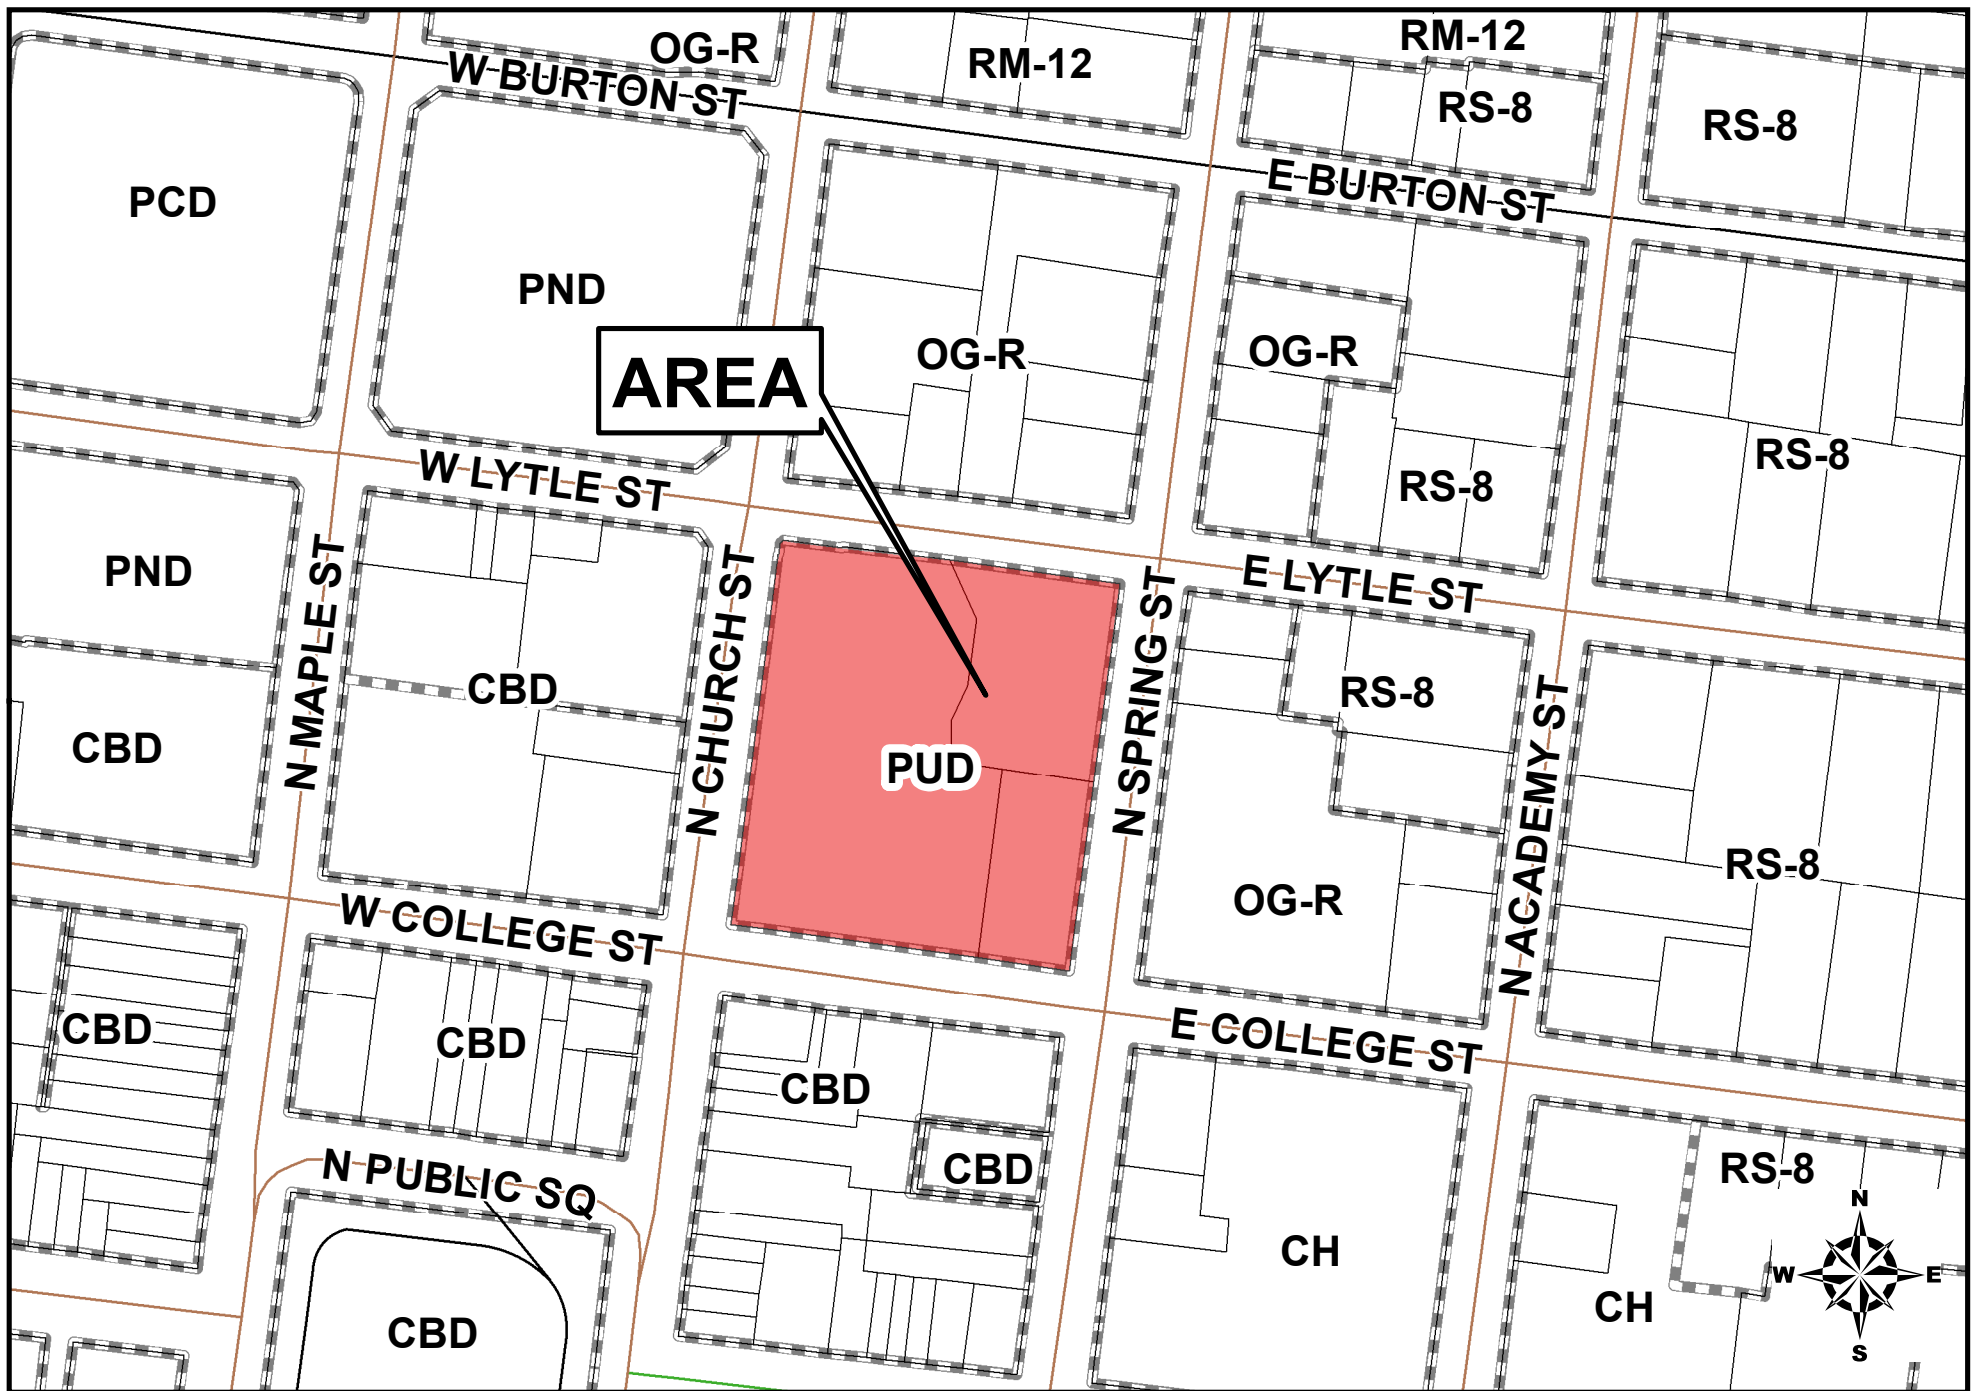 OG-R
RM-12
RM-12
W BURTON ST
RS-8
RS-8
E BURTON ST
PCD
PND
OG-R
OG-R
AREA
RS-8
W LYTLE ST
RS-8
E LYTLE ST
PND
N MAPLE ST
CBD
N CHURCH ST
PUD
N SPRING ST
RS-8
N ACADEMY ST
CBD
RS-8
OG-R
W COLLEGE ST
E COLLEGE ST
CBD
CBD
CBD
CBD
RS-8
N PUBLIC SQ
CH
CH
CBD
N
W
E
S